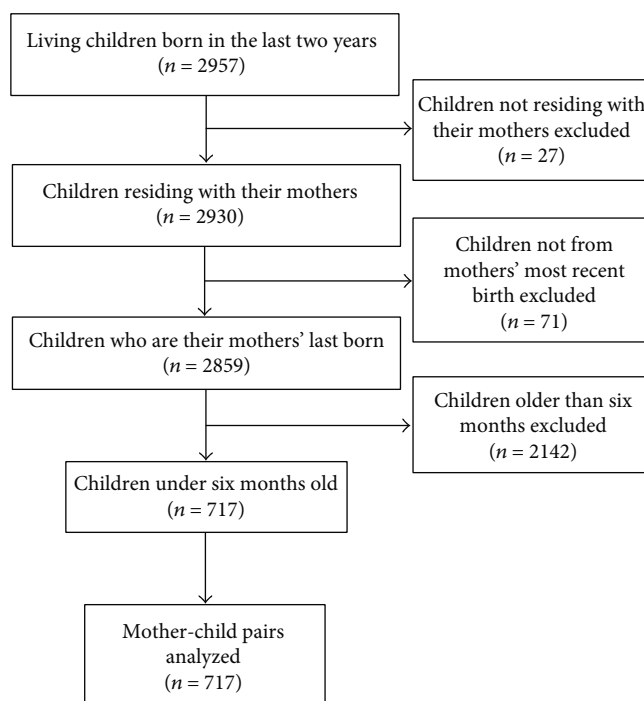 Living children born in the last two years
(n = 2957)
Children not residing with
their mothers excluded
(n = 27)
Children residing with their mothers
(n = 2930)
Children not from
mothers’ most recent
birth excluded
(n = 71)
Children who are their mothers’ last born
(n = 2859)
Children older than six
months excluded
(n = 2142)
Children under six months old
(n = 717)
Mother-child pairs
analyzed
(n = 717)